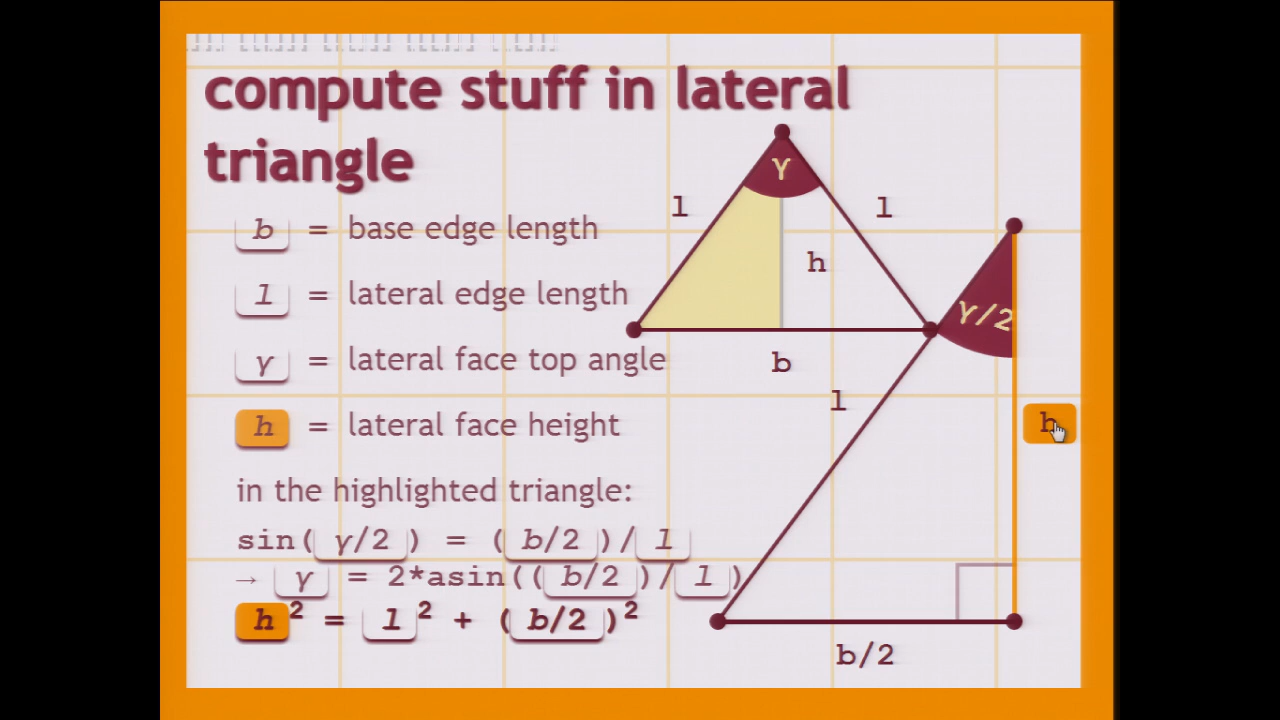 compute stuff in lateral
triangle
b = base edge length
l = lateral edge length
γ = lateral face top angle
h = lateral face height
in the highlighted triangle:
sin(γ/2) = (b/2)/l
→ γ = 2*asin((b/2)/l)
h² = l² + (b/2)²
γ
l
l
h
b
γ/2
l
h
b/2